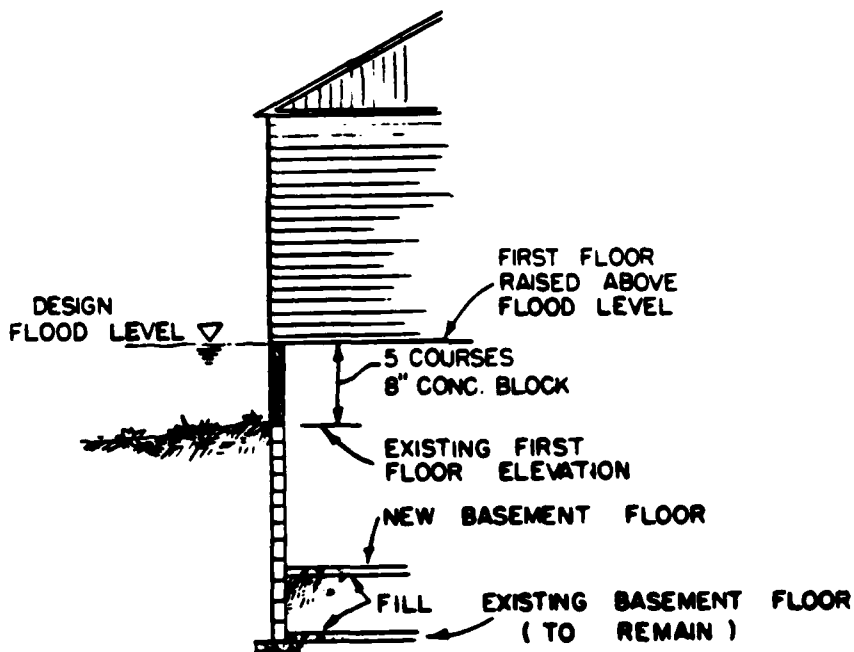 FIRST FLOOR
RAISED ABOVE
FLOOD LEVEL
DESIGN
FLOOD LEVEL
5 COURSES
8" CONC. BLOCK
EXISTING FIRST
FLOOR ELEVATION
NEW BASEMENT FLOOR
FILL
EXISTING BASEMENT FLOOR
( TO REMAIN )